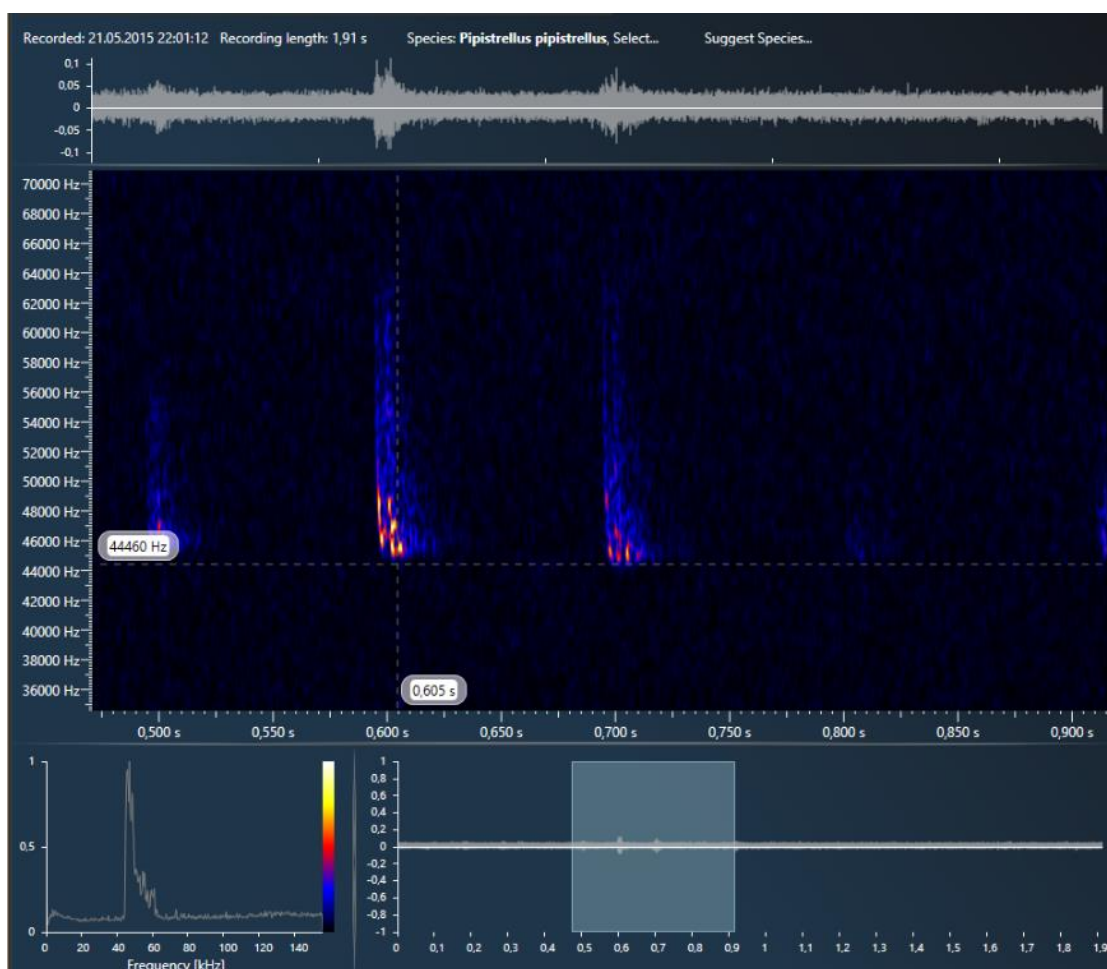 Recorded: 21.05.2015 22:01:12 Recording length: 1,91 s Species: Pipistrellus pipistrellus, Select... Suggest Species...
0,1
0,05
0
-0,05
-0,1
70000 Hz
68000 Hz
66000 Hz
64000 Hz
62000 Hz
60000 Hz
58000 Hz
56000 Hz
54000 Hz
52000 Hz
50000 Hz
48000 Hz
46000 Hz
44460 Hz
44000 Hz
42000 Hz
40000 Hz
38000 Hz
36000 Hz
0,605 s
0,500 s 0,550 s 0,600 s 0,650 s 0,700 s 0,750 s 0,800 s 0,850 s 0,900 s
1
0,5
0
0 20 40 60 80 100 120 140
Frequency [kHz]
1
0,8
0,6
0,4
0,2
0
-0,2
-0,4
-0,6
-0,8
-1
0 0,1 0,2 0,3 0,4 0,5 0,6 0,7 0,8 0,9 1 1,1 1,2 1,3 1,4 1,5 1,6 1,7 1,8 1,9